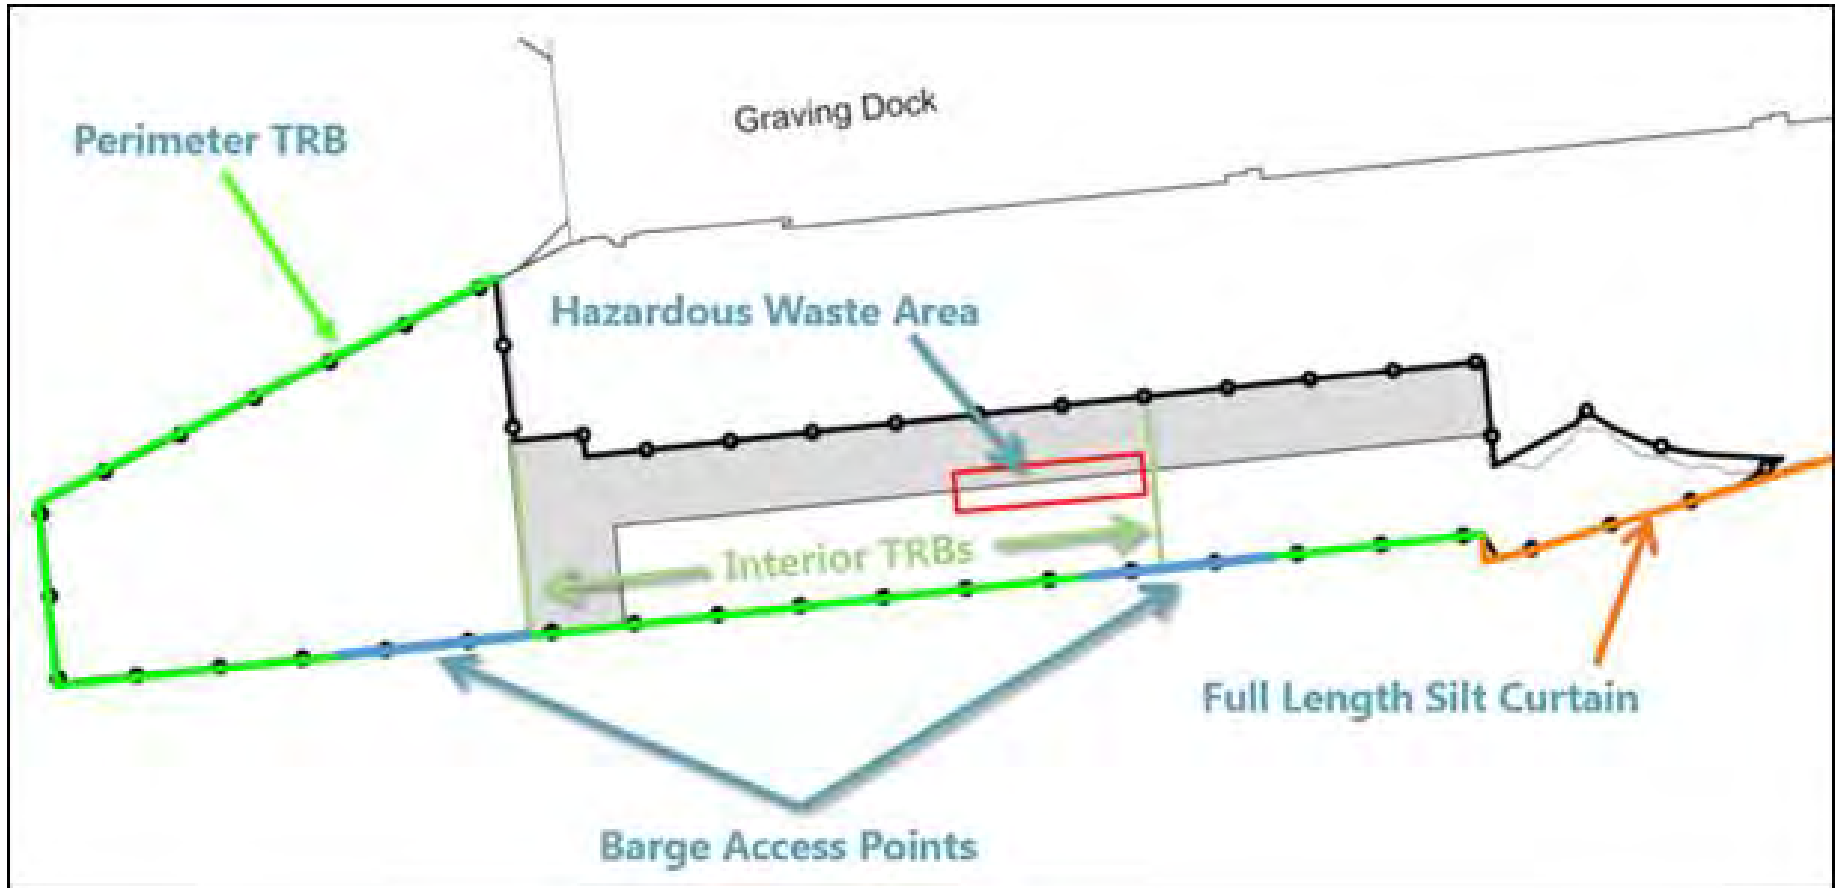 Graving Dock
Perimeter TRB
Hazardous Waste Area
Interior TRBs
Full Length Silt Curtain
Barge Access Points